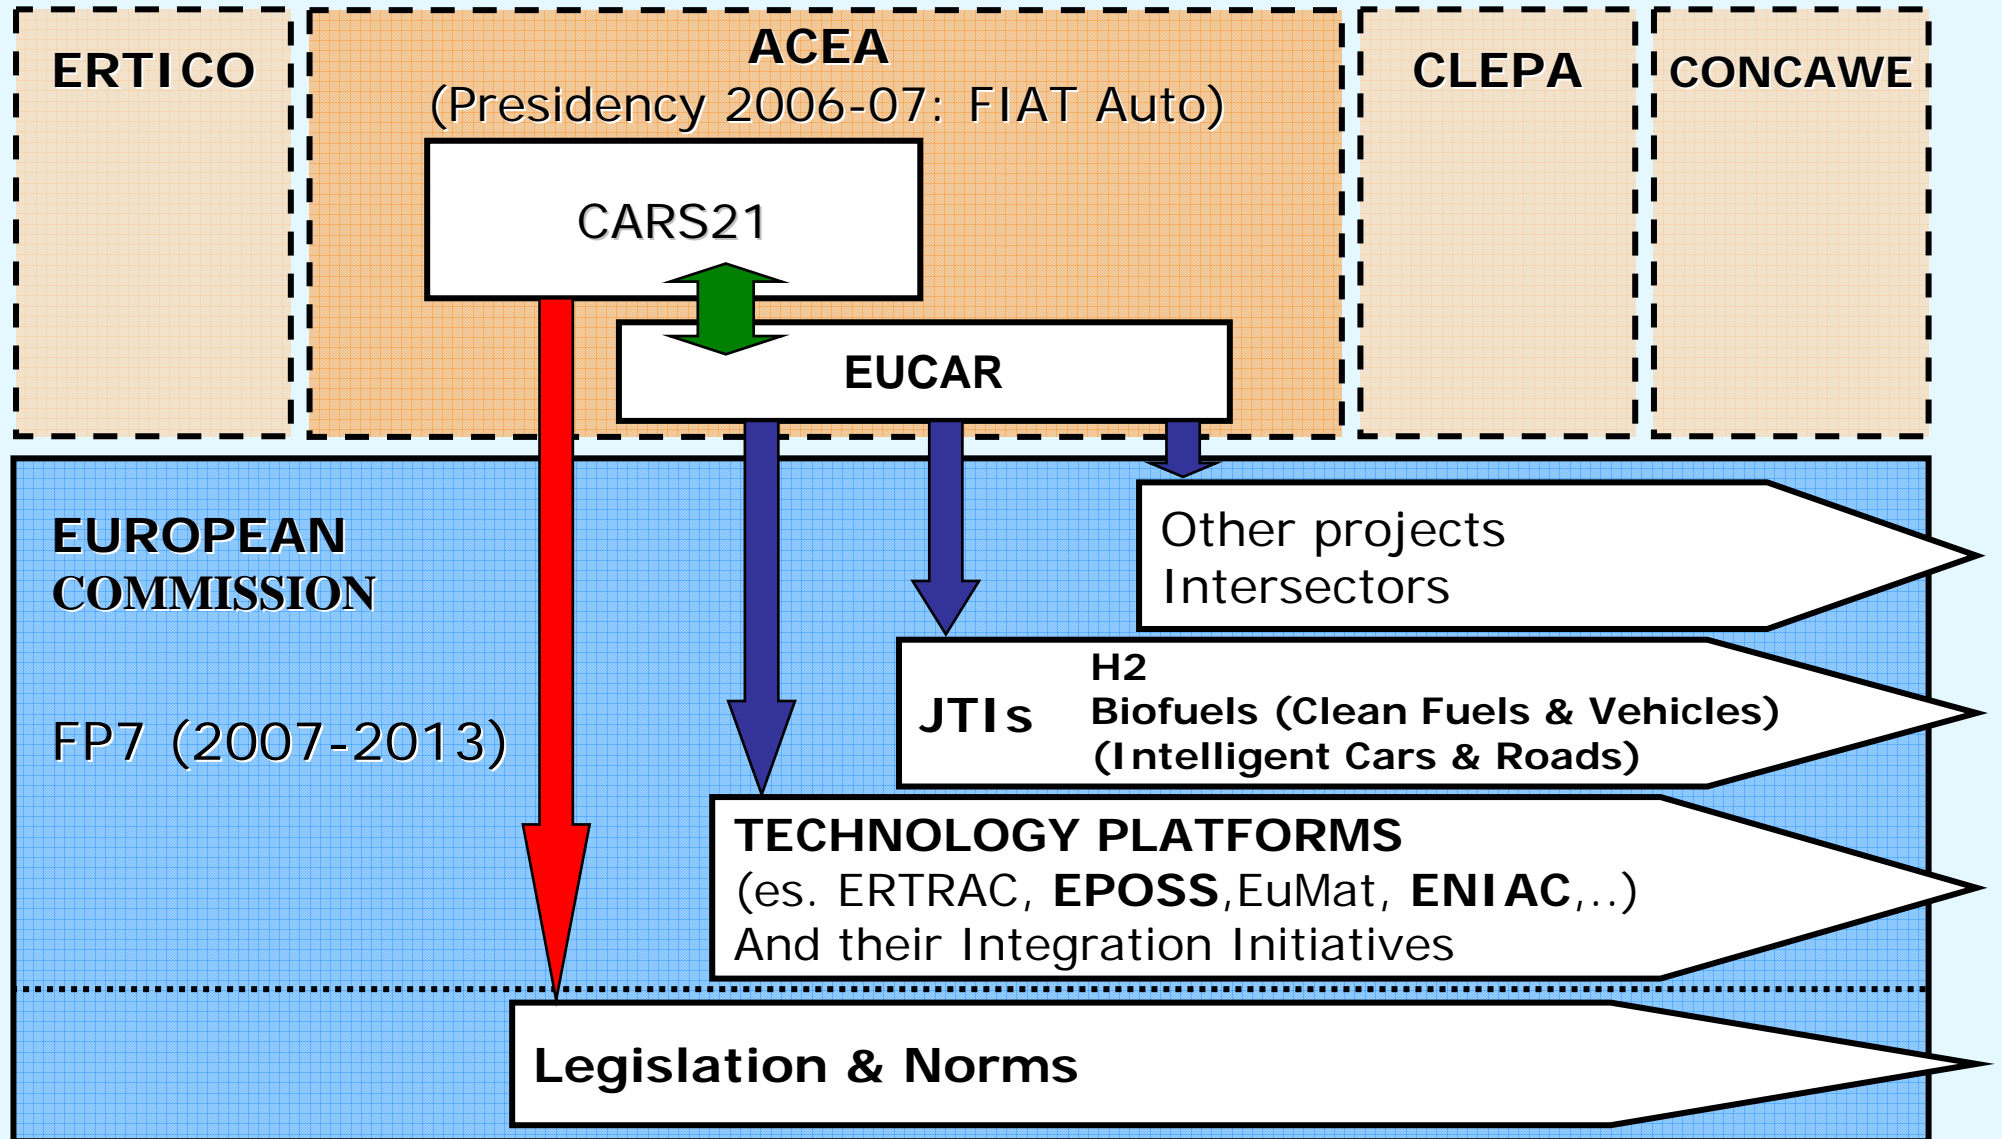 ERTICO
ACEA
(Presidency 2006-07: FIAT Auto)
CLEPA
CONCAWE
CARS21
EUCAR
EUROPEAN
COMMISSION
FP7 (2007-2013)
Other projects
Intersectors
JTIs
H2
Biofuels (Clean Fuels & Vehicles)
(Intelligent Cars & Roads)
TECHNOLOGY PLATFORMS
(es. ERTRAC, EPOSS,EuMat, ENIAC,..)
And their Integration Initiatives
Legislation & Norms